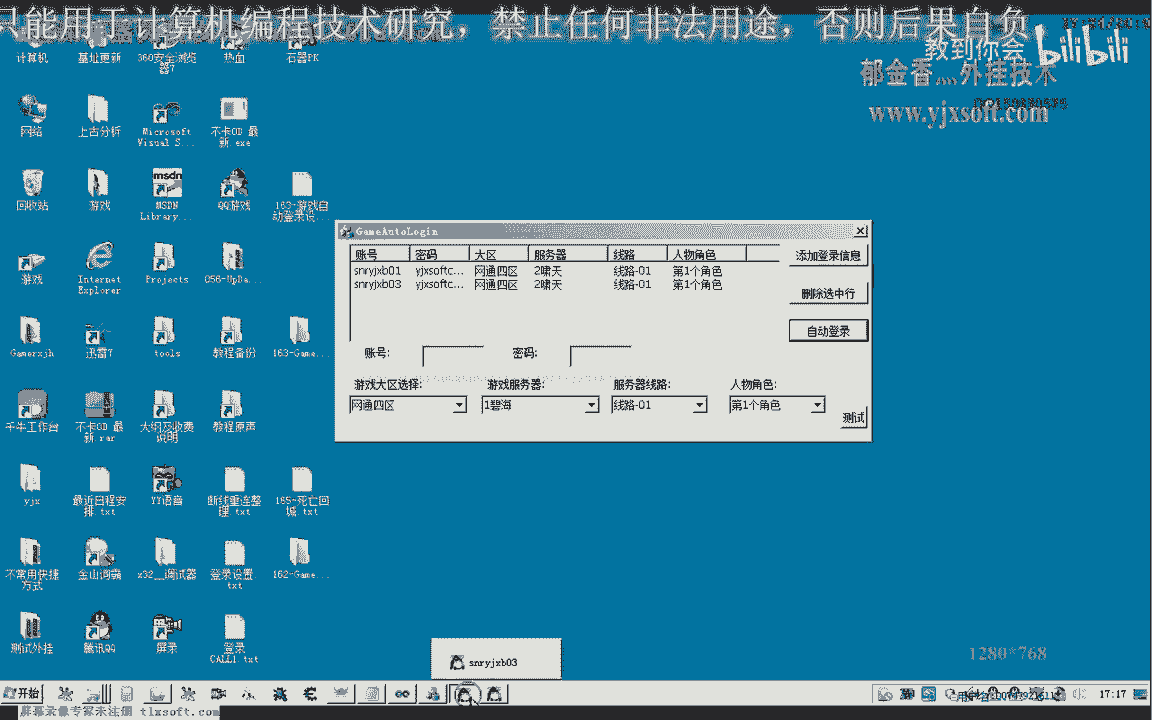 只能用于计算机编程技术研究，禁止任何非法用途，否则后果自负
教到你会
bilibili
郁金香灬外挂技术
www.yjxsoft.com
计算机
基址更新
360安全浏览器7
热血
石器PK
网络
上古分析
Microsoft Visual S...
不卡OD 最新.exe
回收站
游戏
MSDN Library...
QQ游戏
163-游戏自动登录设...
游戏
Internet Explorer
Projects
056-UpDa...
Gamerxjh
迅雷7
tools
教程备份
163-Game...
千牛工作台
不卡OD 最新.rar
大纲及收费说明
教程原声
yjx
最近日程安排.txt
YY语音
断线重连整理.txt
165-死亡回城.txt
不常用快捷方式
金山词霸
x32__调试器
登录设置.txt
162-Game...
测试外挂
腾讯QQ
屏录
登录CALL1.txt
GameAutoLogin
账号 密码 大区 服务器 线路 人物角色
snryjxb01 yjxsoftc... 网通四区 2啸天 线路-01 第1个角色
snryjxb03 yjxsoftc... 网通四区 2啸天 线路-01 第1个角色
添加登录信息
删除选中行
自动登录
账号: 密码:
游戏大区选择: 游戏服务器: 服务器线路: 人物角色:
网通四区 1碧海 线路-01 第1个角色
测试
snryjxb03
1280*768
开始
17:17
屏幕录像专家未注册 tlxsoft.com